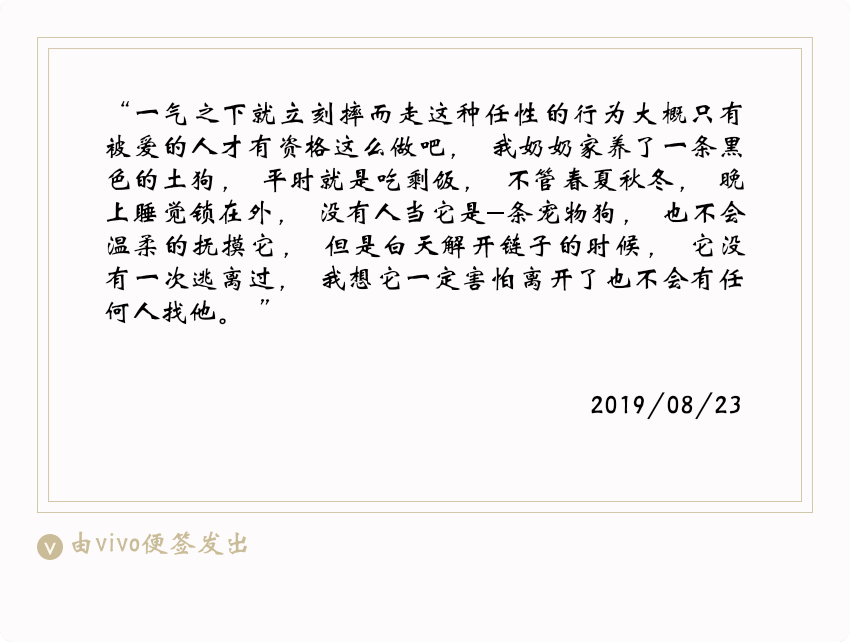 “一气之下就立刻摔而走这种任性的行为大概只有
被爱的人才有资格这么做吧， 我奶奶家养了一条黑
色的土狗， 平时就是吃剩饭， 不管春夏秋冬， 晚
上睡觉锁在外， 没有人当它是—条宠物狗， 也不会
温柔的抚摸它， 但是白天解开链子的时候， 它没
有一次逃离过， 我想它一定害怕离开了也不会有任
何人找他。 ”
2019/08/23
v 由vivo便签发出